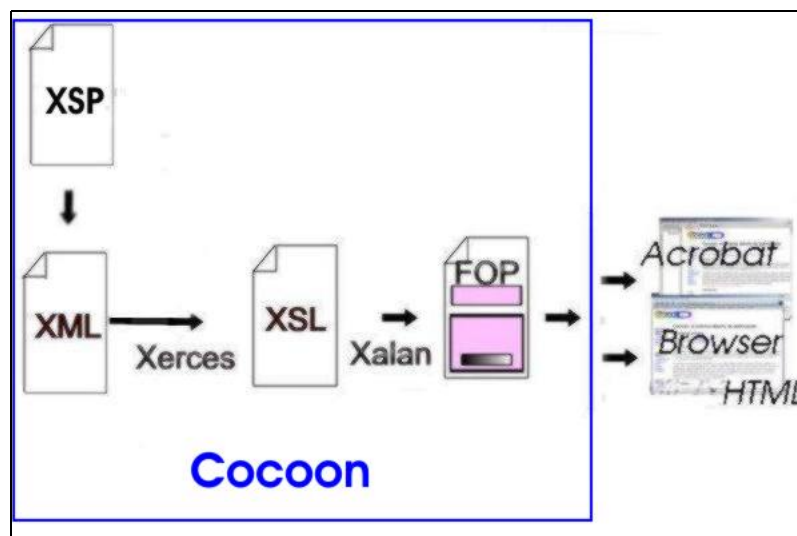 XSP
XML
Xerces
XSL
Xalan
FOP
Acrobat
Browser
HTML
Cocoon